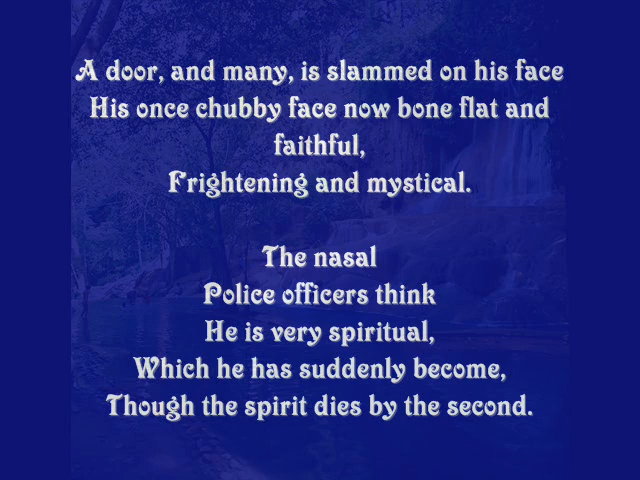 A door, and many, is slammed on his face
His once chubby face now bone flat and
faithful,
Frightening and mystical.
The nasal
Police officers think
He is very spiritual,
Which he has suddenly become,
Though the spirit dies by the second.